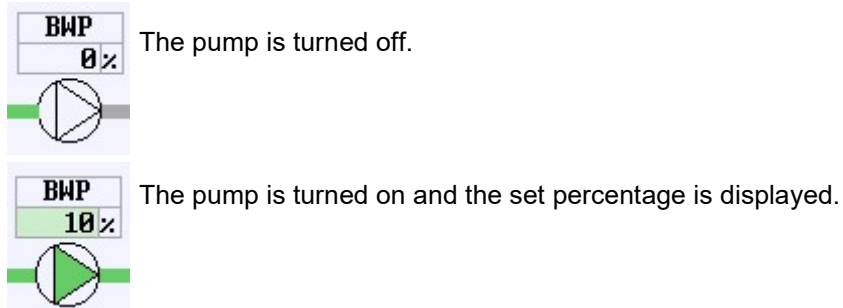 BWP
0%
The pump is turned off.
BWP
10%
The pump is turned on and the set percentage is displayed.